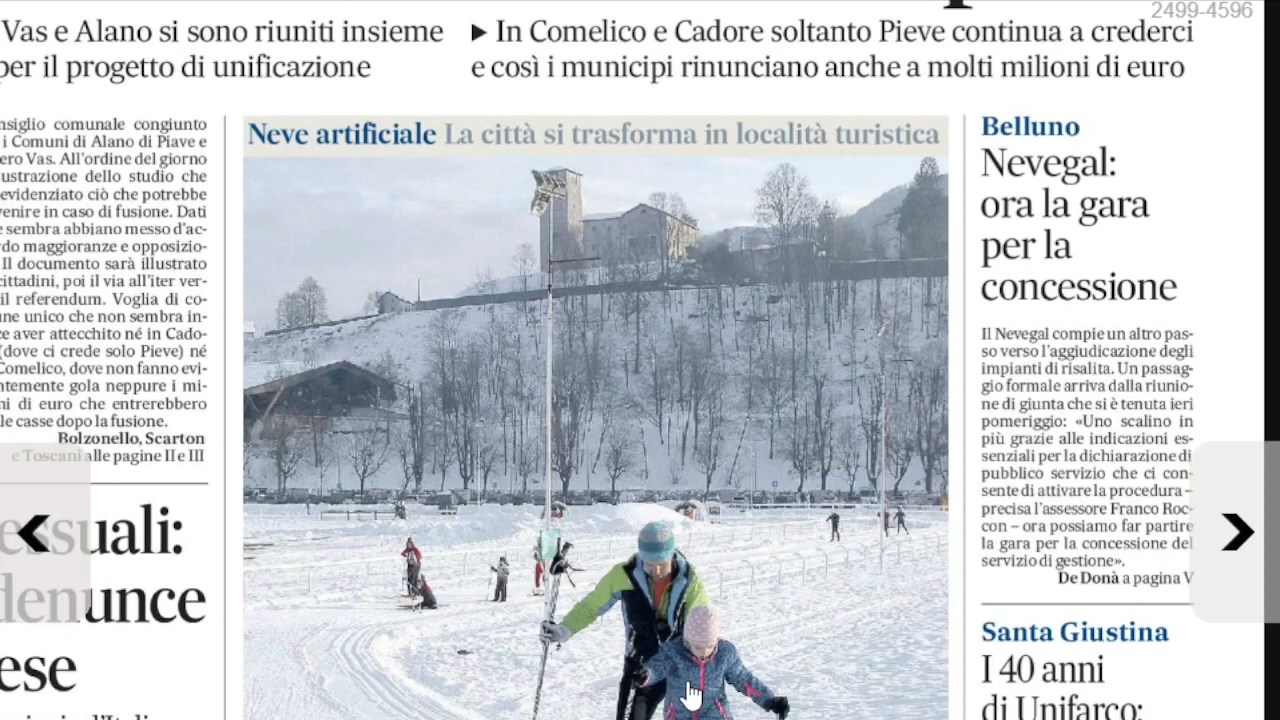 2499-4596
Vas e Alano si sono riuniti insieme
per il progetto di unificazione
▶ In Comelico e Cadore soltanto Pieve continua a crederci
e così i municipi rinunciano anche a molti milioni di euro
nsiglio comunale congiunto
i Comuni di Alano di Piave e
ero Vas. All'ordine del giorno
ustrazione dello studio che
evidenziato ciò che potrebbe
venire in caso di fusione. Dati
e sembra abbiano messo d'ac-
rdo maggioranze e opposizio-
Il documento sarà illustrato
cittadini, poi il via all'iter ver-
il referendum. Voglia di co-
une unico che non sembra in-
ce aver attecchito né in Cado-
(dove ci crede solo Pieve) né
Comelico, dove non fanno evi-
ntemente gola neppure i mi-
ni di euro che entrerebbero
le casse dopo la fusione.
Bolzonello, Scarton
e Toscani alle pagine II e III
essuali:
denunce
ese
Neve artificiale La città si trasforma in località turistica
Belluno
Nevegal:
ora la gara
per la
concessione
Il Nevegal compie un altro pas-
so verso l'aggiudicazione degli
impianti di risalita. Un passag-
gio formale arriva dalla riunio-
ne di giunta che si è tenuta ieri
pomeriggio: «Uno scalino in
più grazie alle indicazioni es-
senziali per la dichiarazione di
pubblico servizio che ci con-
sente di attivare la procedura –
precisa l'assessore Franco Roc-
con – ora possiamo far partire
la gara per la concessione del
servizio di gestione».
De Donà a pagina V
Santa Giustina
I 40 anni
di Unifarco: